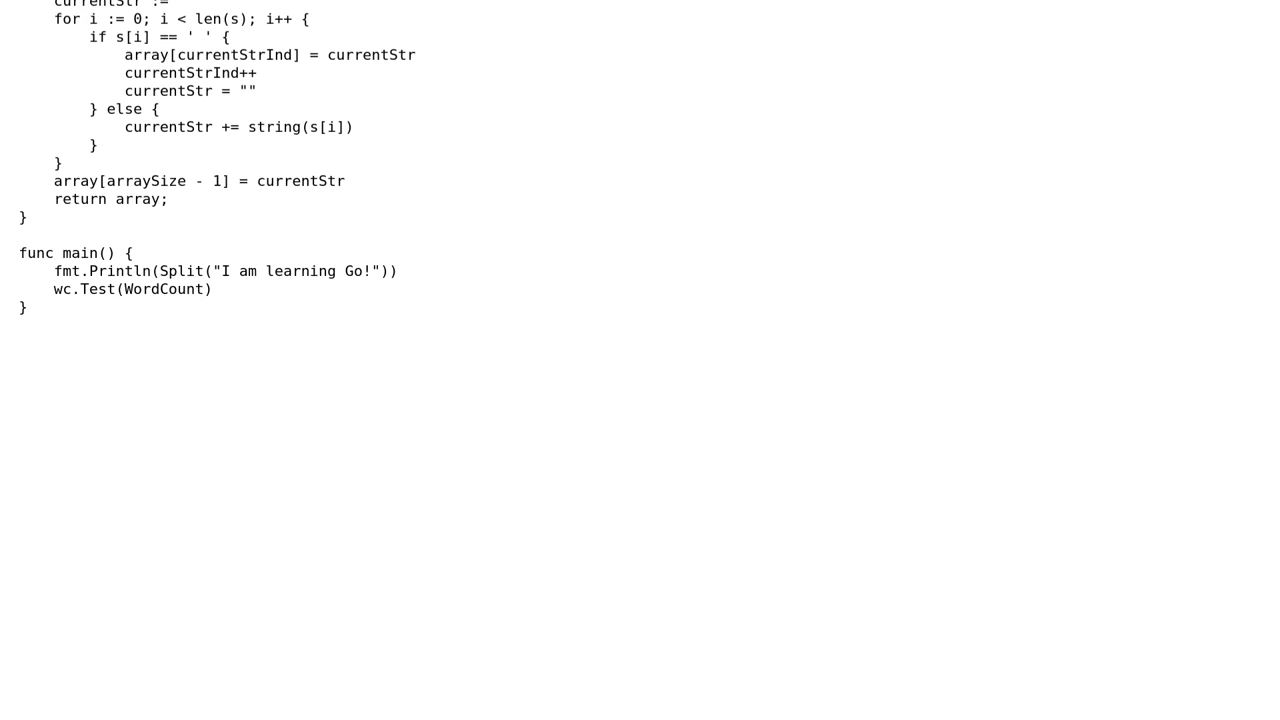 currentStr :=
    for i := 0; i < len(s); i++ {
        if s[i] == ' ' {
            array[currentStrInd] = currentStr
            currentStrInd++
            currentStr = ""
        } else {
            currentStr += string(s[i])
        }
    }
    array[arraySize - 1] = currentStr
    return array;
}

func main() {
    fmt.Println(Split("I am learning Go!"))
    wc.Test(WordCount)
}